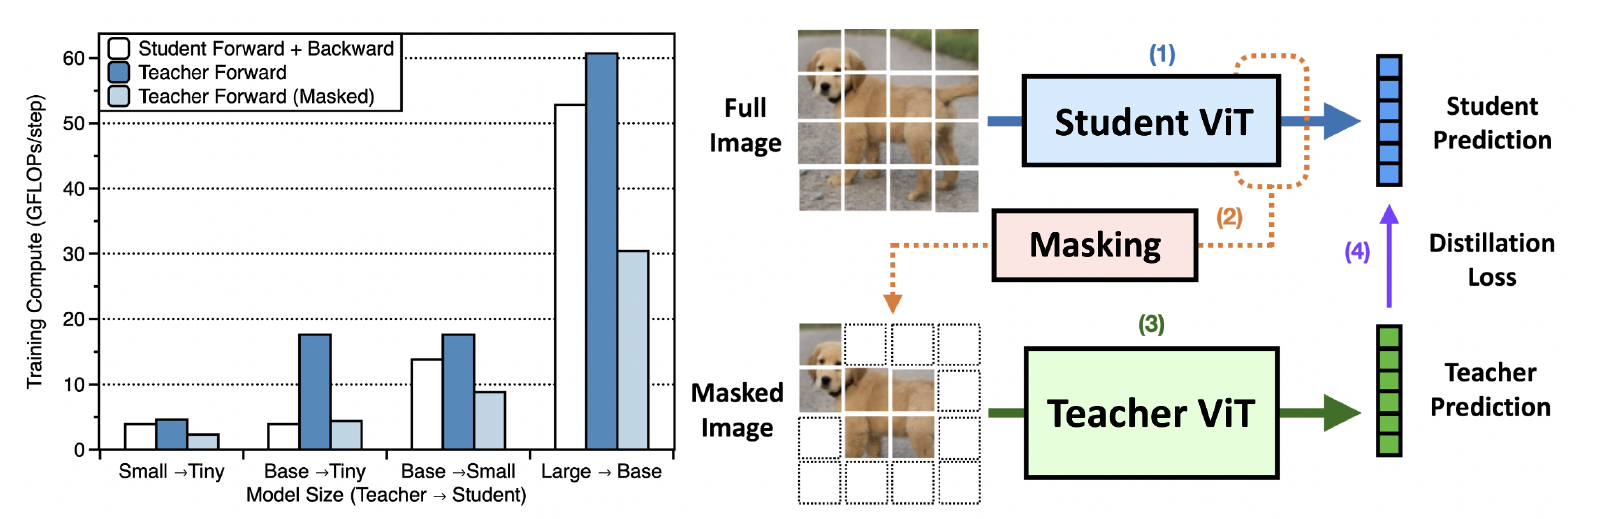 Student Forward + Backward
Teacher Forward
Teacher Forward (Masked)
Training Compute (GFLOPs/step)
60
50
40
30
20
10
0
Small →Tiny
Base →Tiny
Base →Small
Large → Base
Model Size (Teacher → Student)
Full
Image
(1)
Student ViT
Student
Prediction
(2)
Masking
(4)
Distillation
Loss
Masked
Image
(3)
Teacher ViT
Teacher
Prediction